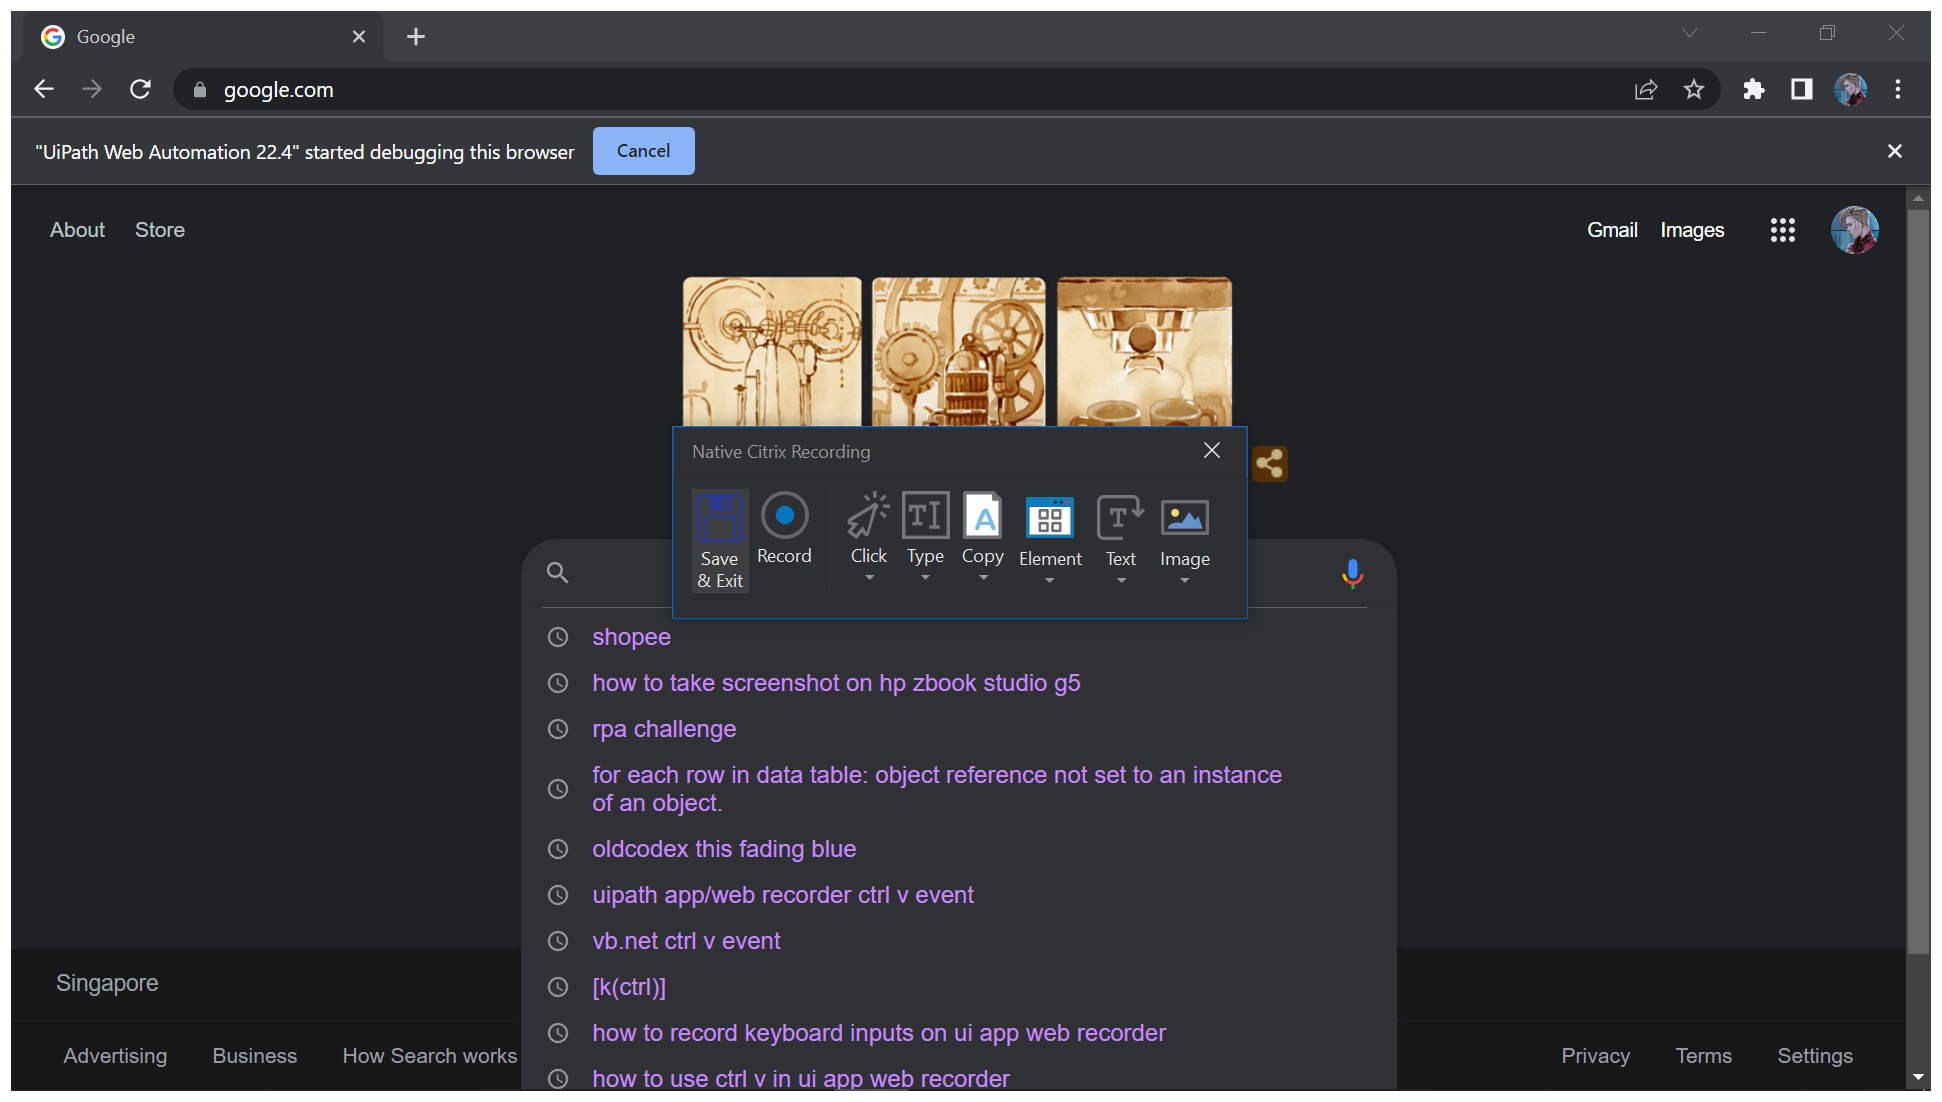 Google
google.com
"UiPath Web Automation 22.4" started debugging this browser
Cancel
About
Store
Gmail
Images
Native Citrix Recording
Save
& Exit
Record
Click
Type
Copy
Element
Text
Image
shopee
how to take screenshot on hp zbook studio g5
rpa challenge
for each row in data table: object reference not set to an instance
of an object.
oldcodex this fading blue
uipath app/web recorder ctrl v event
vb.net ctrl v event
[k(ctrl)]
how to record keyboard inputs on ui app web recorder
how to use ctrl v in ui app web recorder
Singapore
Advertising
Business
How Search works
Privacy
Terms
Settings